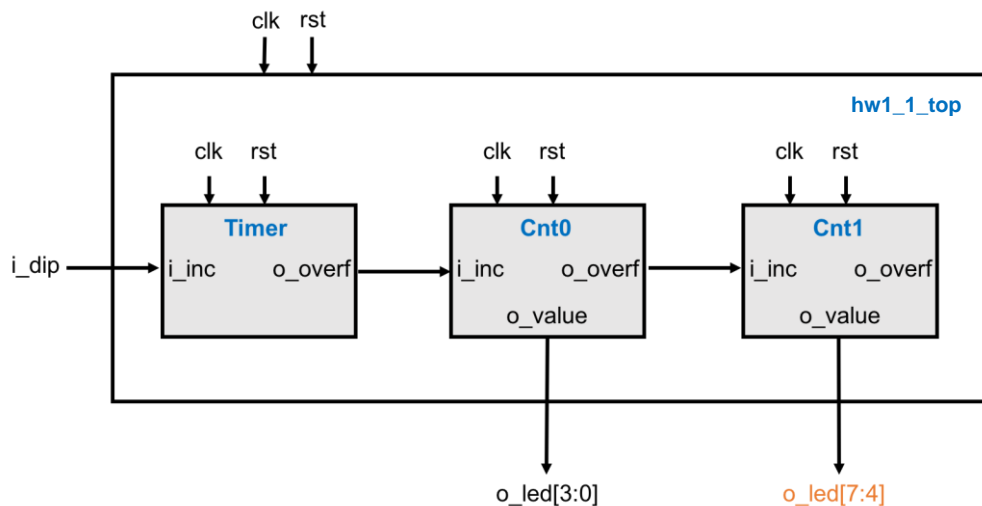 clk rst
hw1_1_top
clk rst
clk rst
clk rst
Timer
Cnt0
Cnt1
i_dip
i_inc o_overf
i_inc o_overf
i_inc o_overf
o_value
o_value
o_led[3:0]
o_led[7:4]